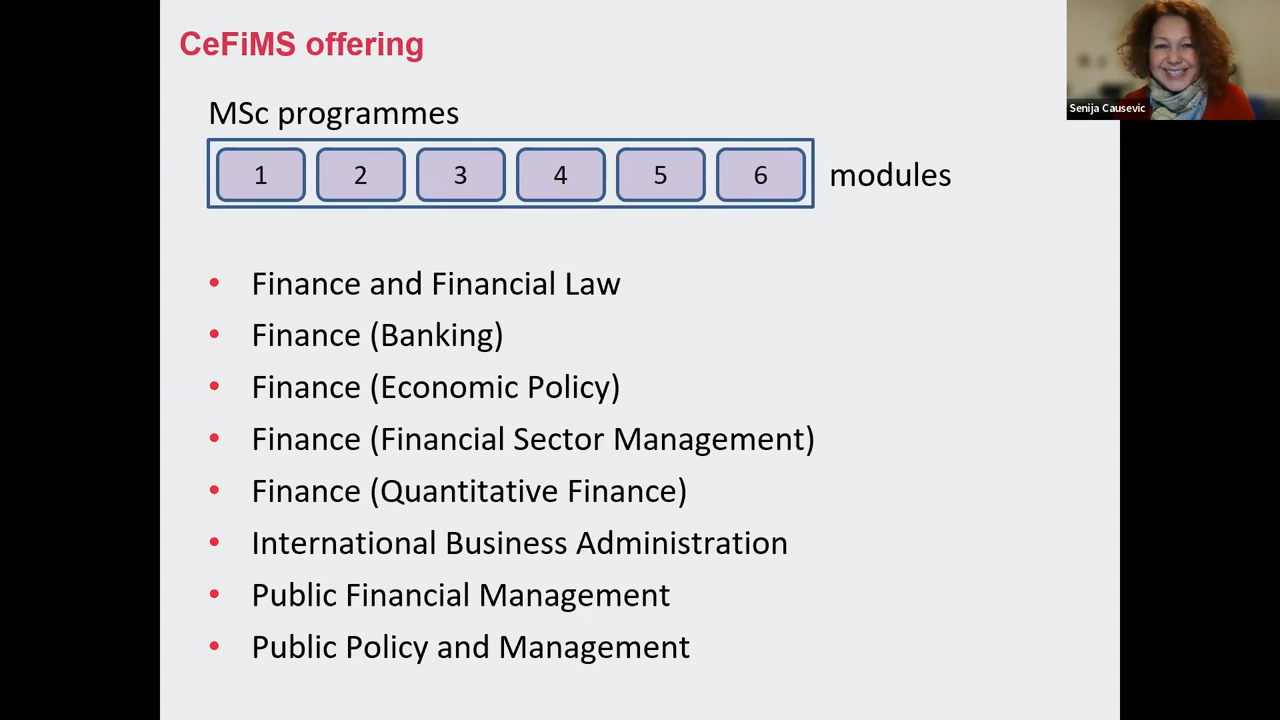 CeFiMS offering
Senija Causevic
MSc programmes
1 2 3 4 5 6 modules
• Finance and Financial Law
• Finance (Banking)
• Finance (Economic Policy)
• Finance (Financial Sector Management)
• Finance (Quantitative Finance)
• International Business Administration
• Public Financial Management
• Public Policy and Management